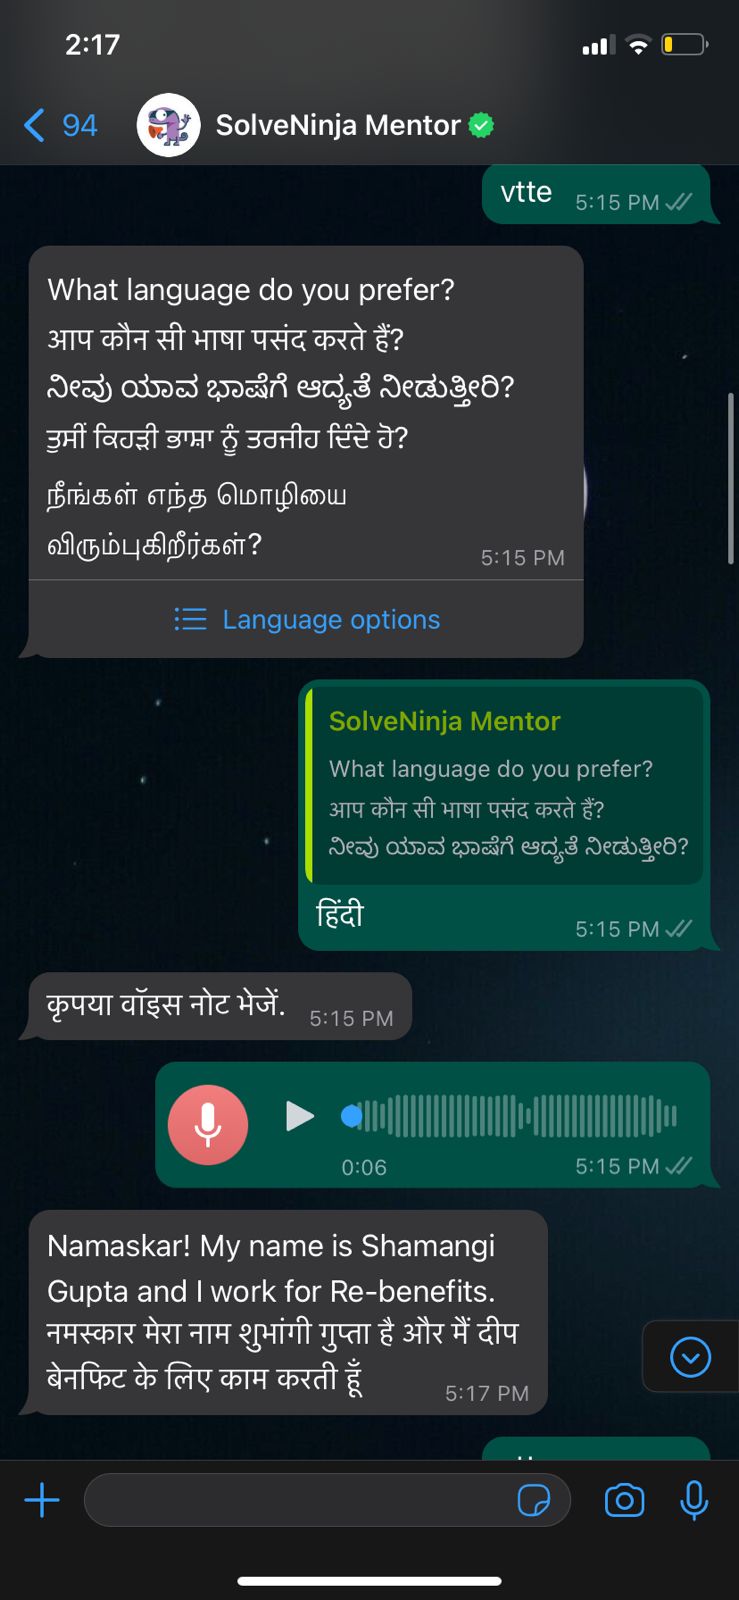 2:17
94
SolveNinja Mentor
vtte
5:15 PM
What language do you prefer?
आप कौन सी भाषा पसंद करते हैं?
ನೀವು ಯಾವ ಭಾಷೆಗೆ ಆದ್ಯತೆ ನೀಡುತ್ತೀರಿ?
ਤੁਸੀਂ ਕਿਹੜੀ ਭਾਸ਼ਾ ਨੂੰ ਤਰਜੀਹ ਦਿੰਦੇ ਹੋ?
நீங்கள் எந்த மொழியை
விரும்புகிறீர்கள்?
5:15 PM
Language options
SolveNinja Mentor
What language do you prefer?
आप कौन सी भाषा पसंद करते हैं?
ನೀವು ಯಾವ ಭಾಷೆಗೆ ಆದ್ಯತೆ ನೀಡುತ್ತೀರಿ?
हिंदी
5:15 PM
कृपया वॉइस नोट भेजें.
5:15 PM
0:06
5:15 PM
Namaskar! My name is Shamangi
Gupta and I work for Re-benefits.
नमस्कार मेरा नाम शुभांगी गुप्ता है और मैं दीप
बेनफिट के लिए काम करती हूँ
5:17 PM